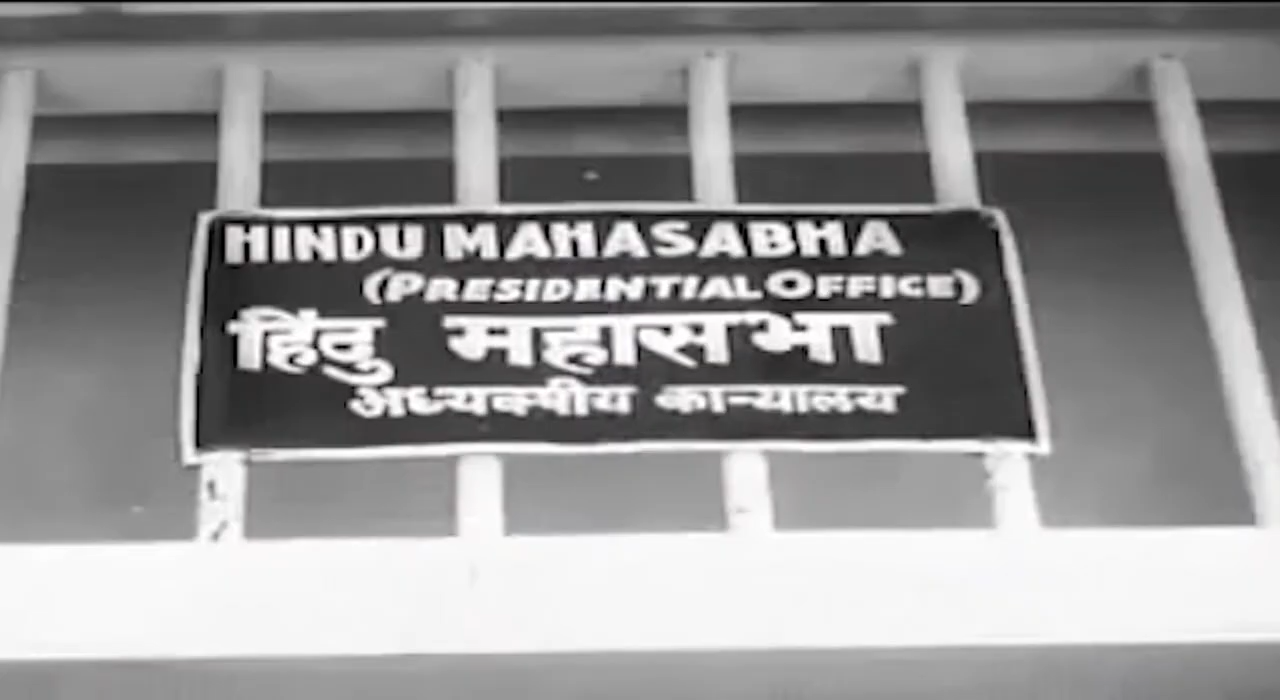 HINDU MAHASABHA
(PRESIDENTIAL OFFICE)
हिंदु महासभा
अध्यक्षीय कार्न्यालय